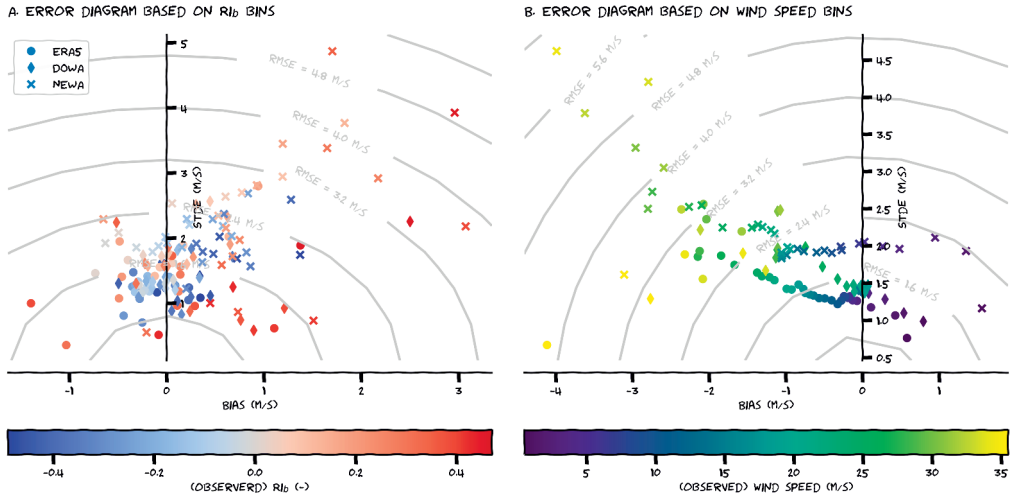 A. ERROR DIAGRAM BASED ON RIb BINS
ERA5
DOWA
NEWA
RMSE = 4.8 M/S
RMSE = 4.0 M/S
RMSE = 3.2 M/S
STDE (M/S)
5
4
3
2
1
-1
0
1
2
3
BIAS (M/S)
-0.4
-0.2
0.0
0.2
0.4
(OBSERVERD) RIb (-)
B. ERROR DIAGRAM BASED ON WIND SPEED BINS
RMSE = 5.6 M/S
RMSE = 4.8 M/S
RMSE = 4.0 M/S
RMSE = 3.2 M/S
RMSE = 2.4 M/S
RMSE = 1.6 M/S
STDE (M/S)
4.5
4.0
3.5
3.0
2.5
2.0
1.5
1.0
0.5
-4
-3
-2
-1
0
1
BIAS (M/S)
5
10
15
20
25
30
35
(OBSERVED) WIND SPEED (M/S)